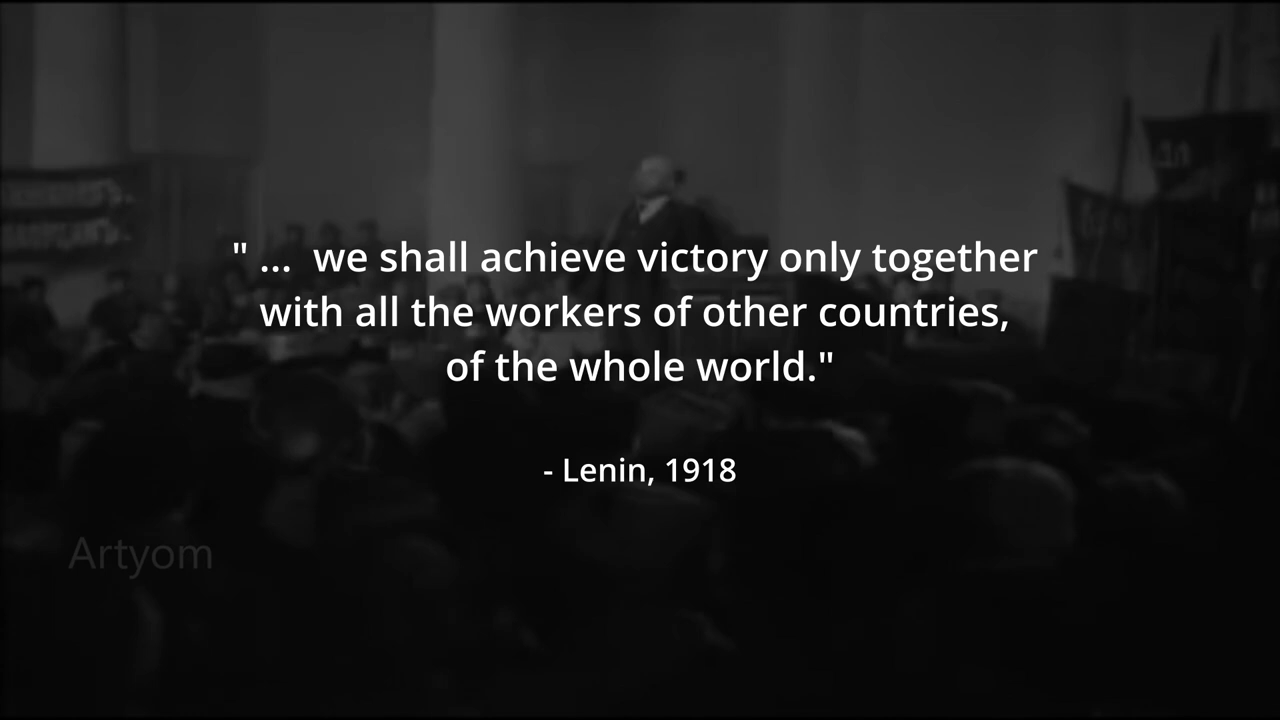 " ... we shall achieve victory only together
with all the workers of other countries,
of the whole world."
- Lenin, 1918
Artyom